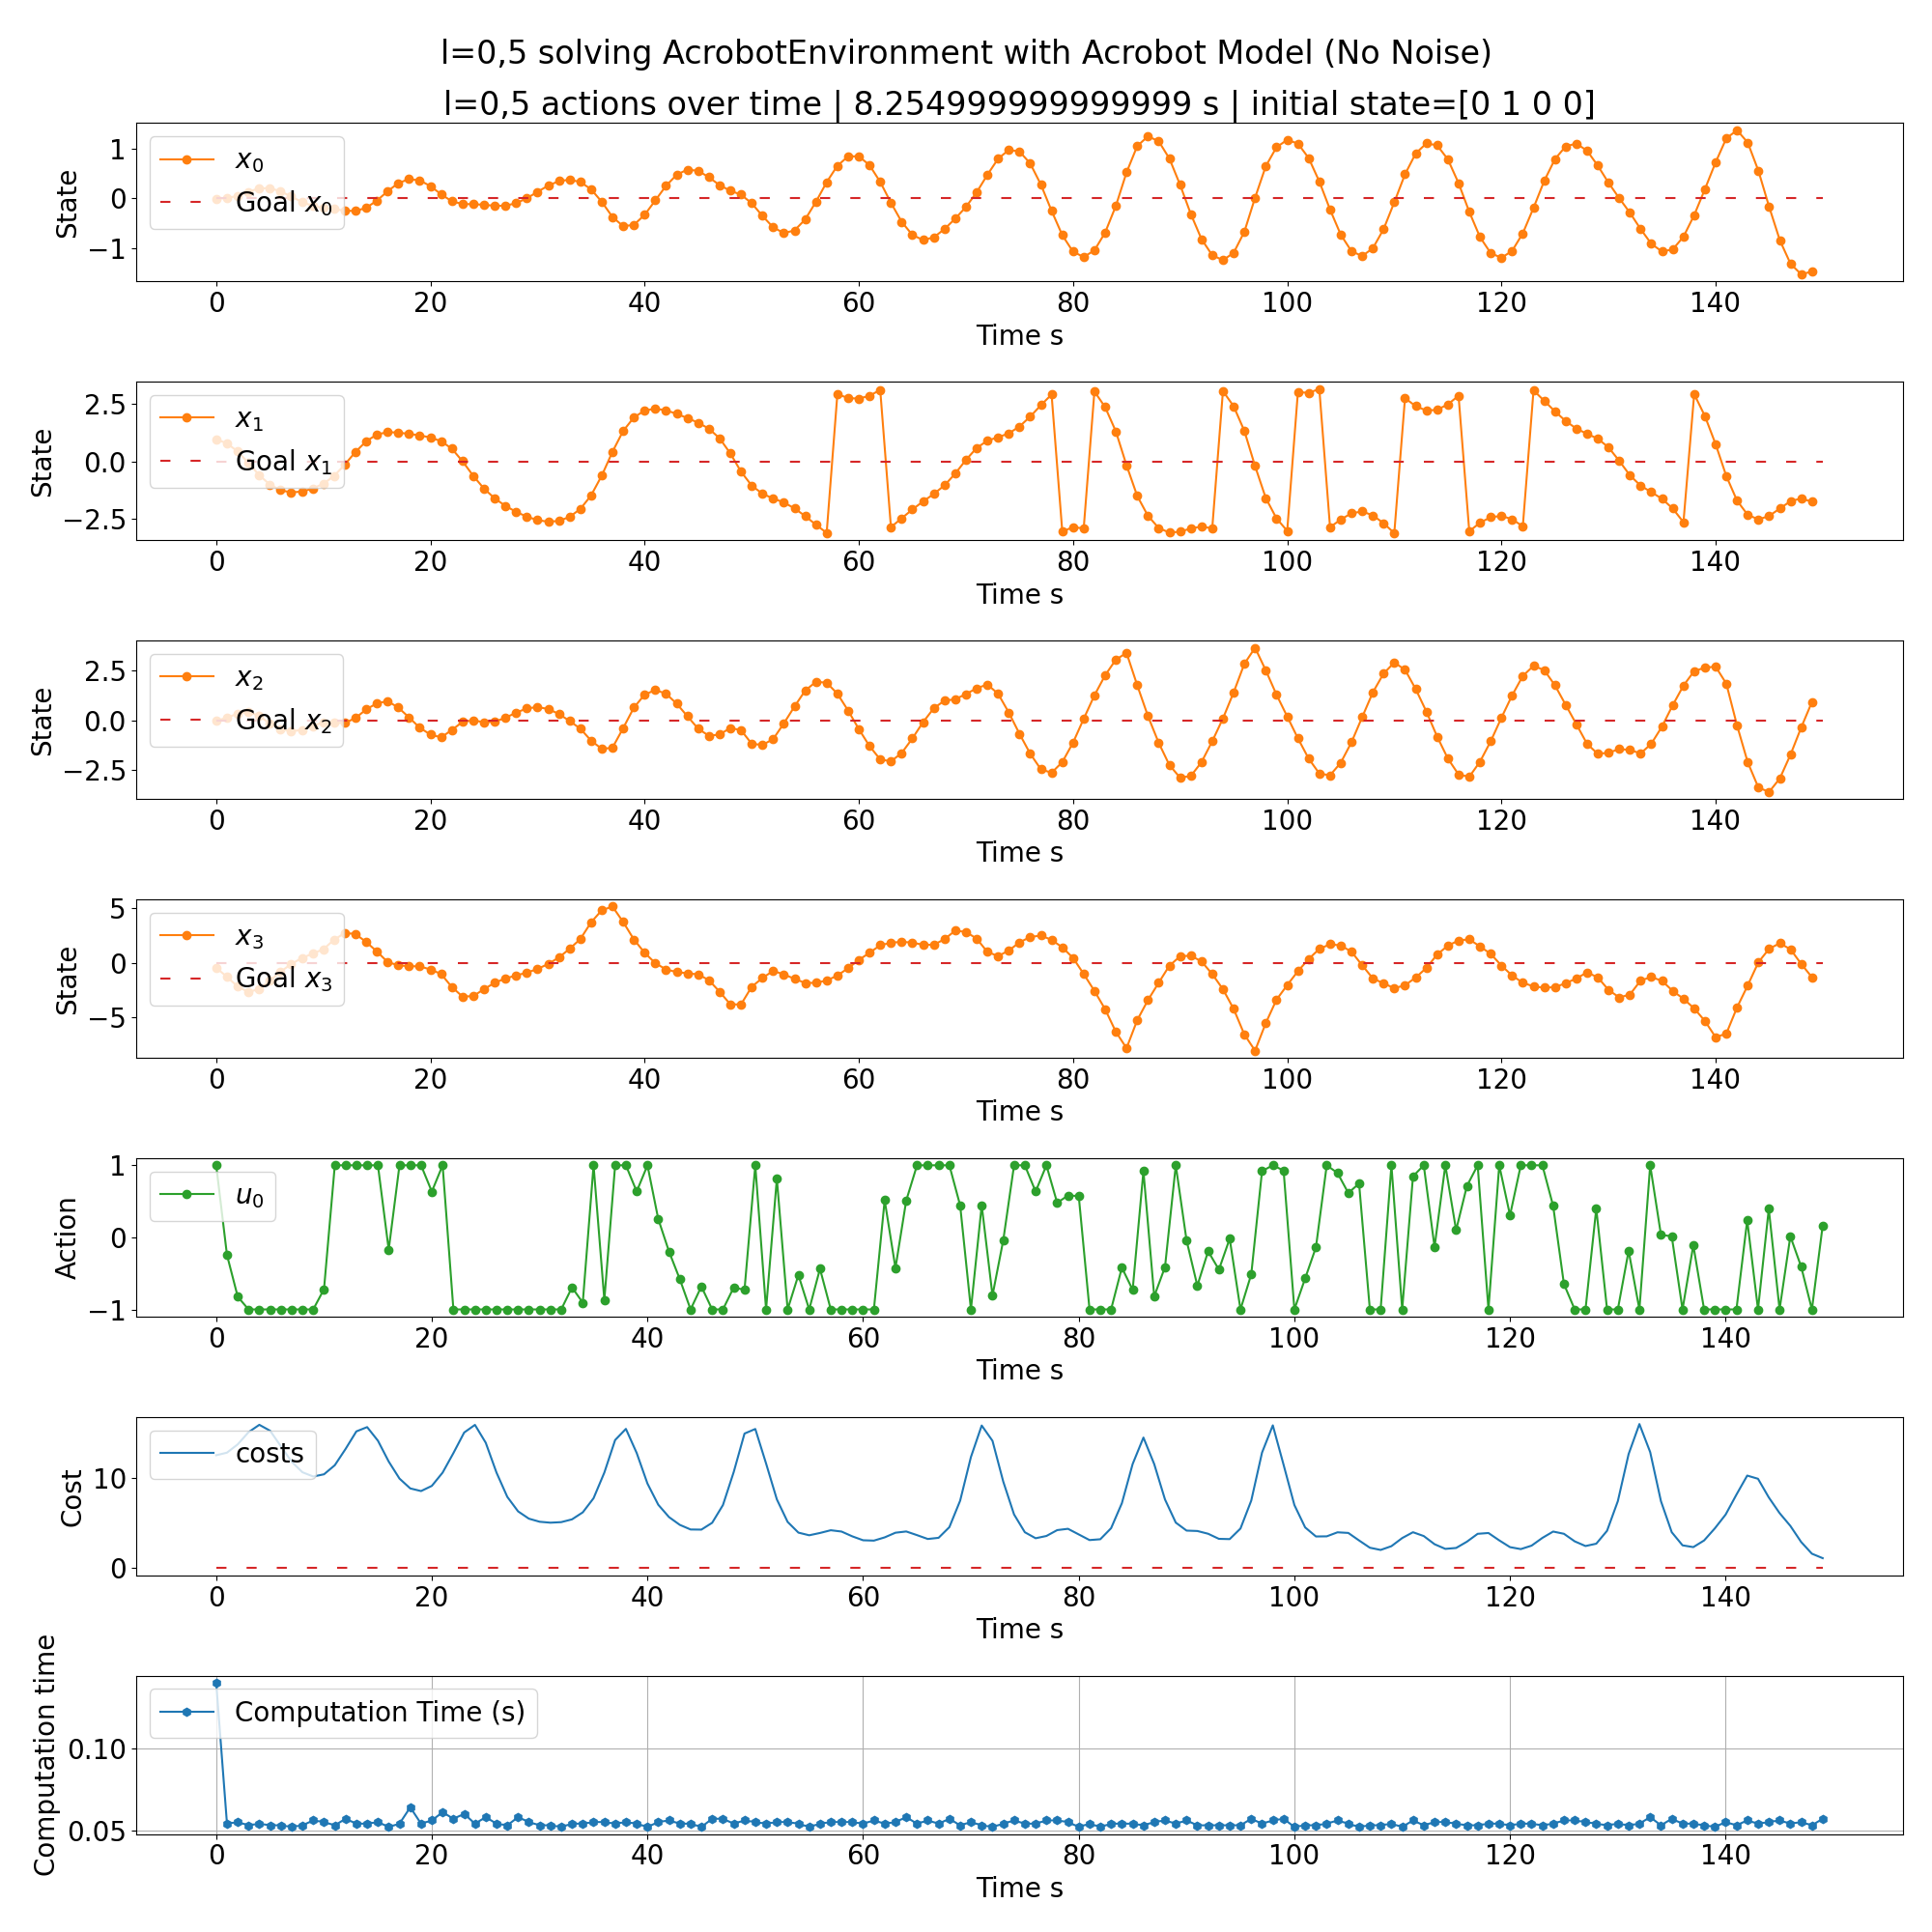 l=0,5 solving AcrobotEnvironment with Acrobot Model (No Noise)
l=0,5 actions over time | 8.254999999999999 s | initial state=[0 1 0 0]
State
1
0
−1
x0
Goal x0
0 20 40 60 80 100 120 140
Time s
State
2.5
0.0
−2.5
x1
Goal x1
0 20 40 60 80 100 120 140
Time s
State
2.5
0.0
−2.5
x2
Goal x2
0 20 40 60 80 100 120 140
Time s
State
5
0
−5
x3
Goal x3
0 20 40 60 80 100 120 140
Time s
Action
1
0
−1
u0
0 20 40 60 80 100 120 140
Time s
Cost
10
0
costs
0 20 40 60 80 100 120 140
Time s
Computation time
0.10
0.05
Computation Time (s)
0 20 40 60 80 100 120 140
Time s